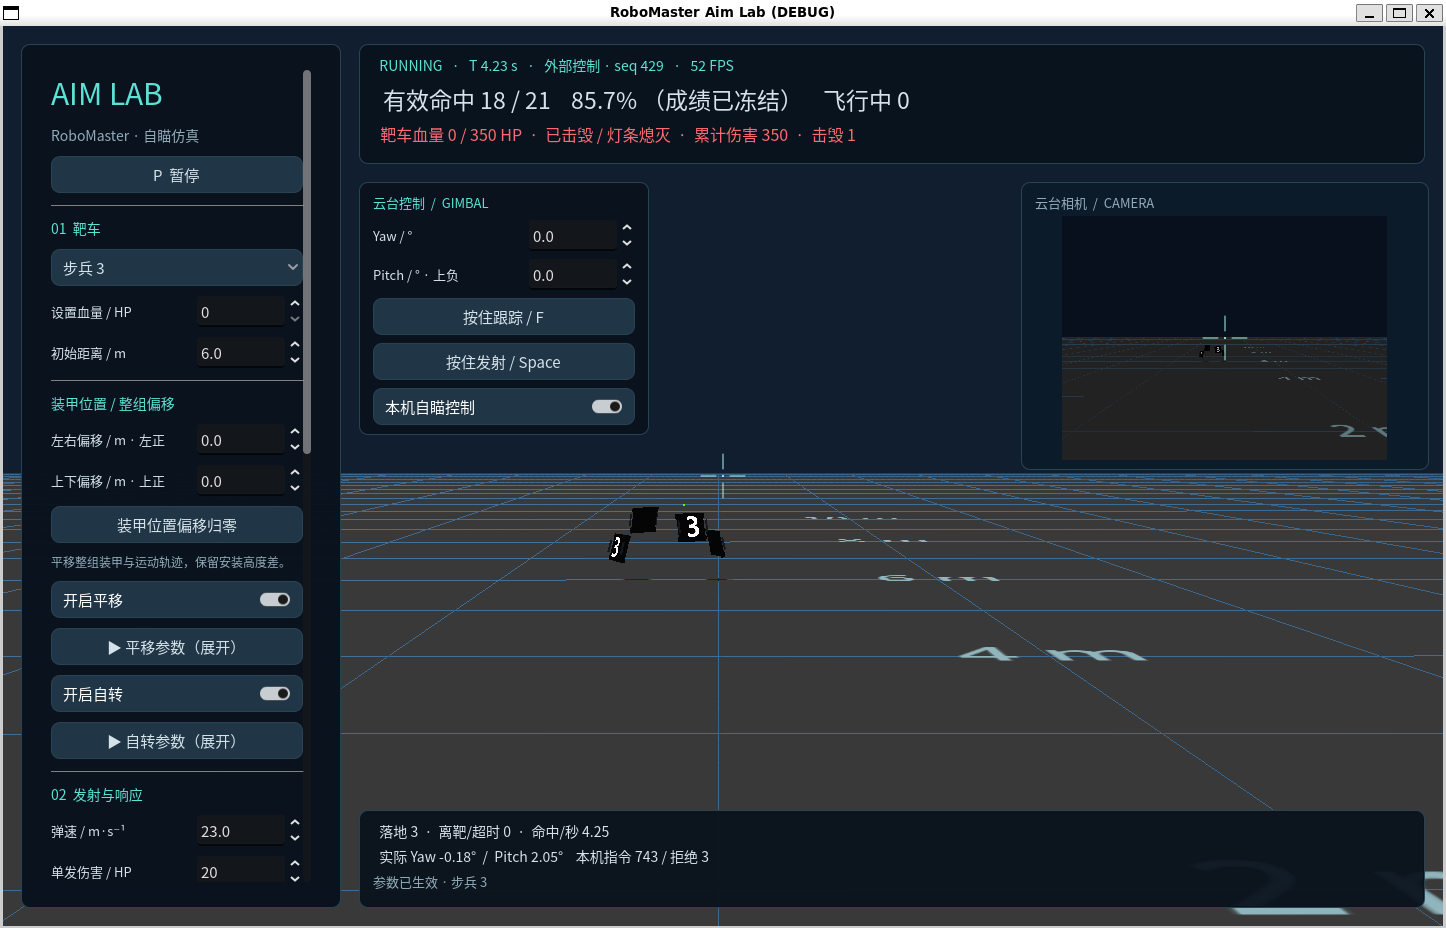 RoboMaster Aim Lab (DEBUG)
AIM LAB
RoboMaster · 自瞄仿真
P 暂停
01 靶车
步兵 3
设置血量 / HP 0
初始距离 / m 6.0
装甲位置 / 整组偏移
左右偏移 / m · 左正 0.0
上下偏移 / m · 上正 0.0
装甲位置偏移归零
平移整组装甲与运动轨迹，保留安装高度差。
开启平移
▶ 平移参数（展开）
开启自转
▶ 自转参数（展开）
02 发射与响应
弹速 / m·s⁻¹ 23.0
单发伤害 / HP 20
RUNNING · T 4.23 s · 外部控制 · seq 429 · 52 FPS
有效命中 18 / 21 85.7% （成绩已冻结） 飞行中 0
靶车血量 0 / 350 HP · 已击毁 / 灯条熄灭 · 累计伤害 350 · 击毁 1
云台控制 / GIMBAL
Yaw / ° 0.0
Pitch / ° · 上负 0.0
按住跟踪 / F
按住发射 / Space
本机自瞄控制
云台相机 / CAMERA
4 m
2
3
3
6 m
4 m
2
落地 3 · 离靶/超时 0 · 命中/秒 4.25
实际 Yaw -0.18° / Pitch 2.05° 本机指令 743 / 拒绝 3
参数已生效 · 步兵 3